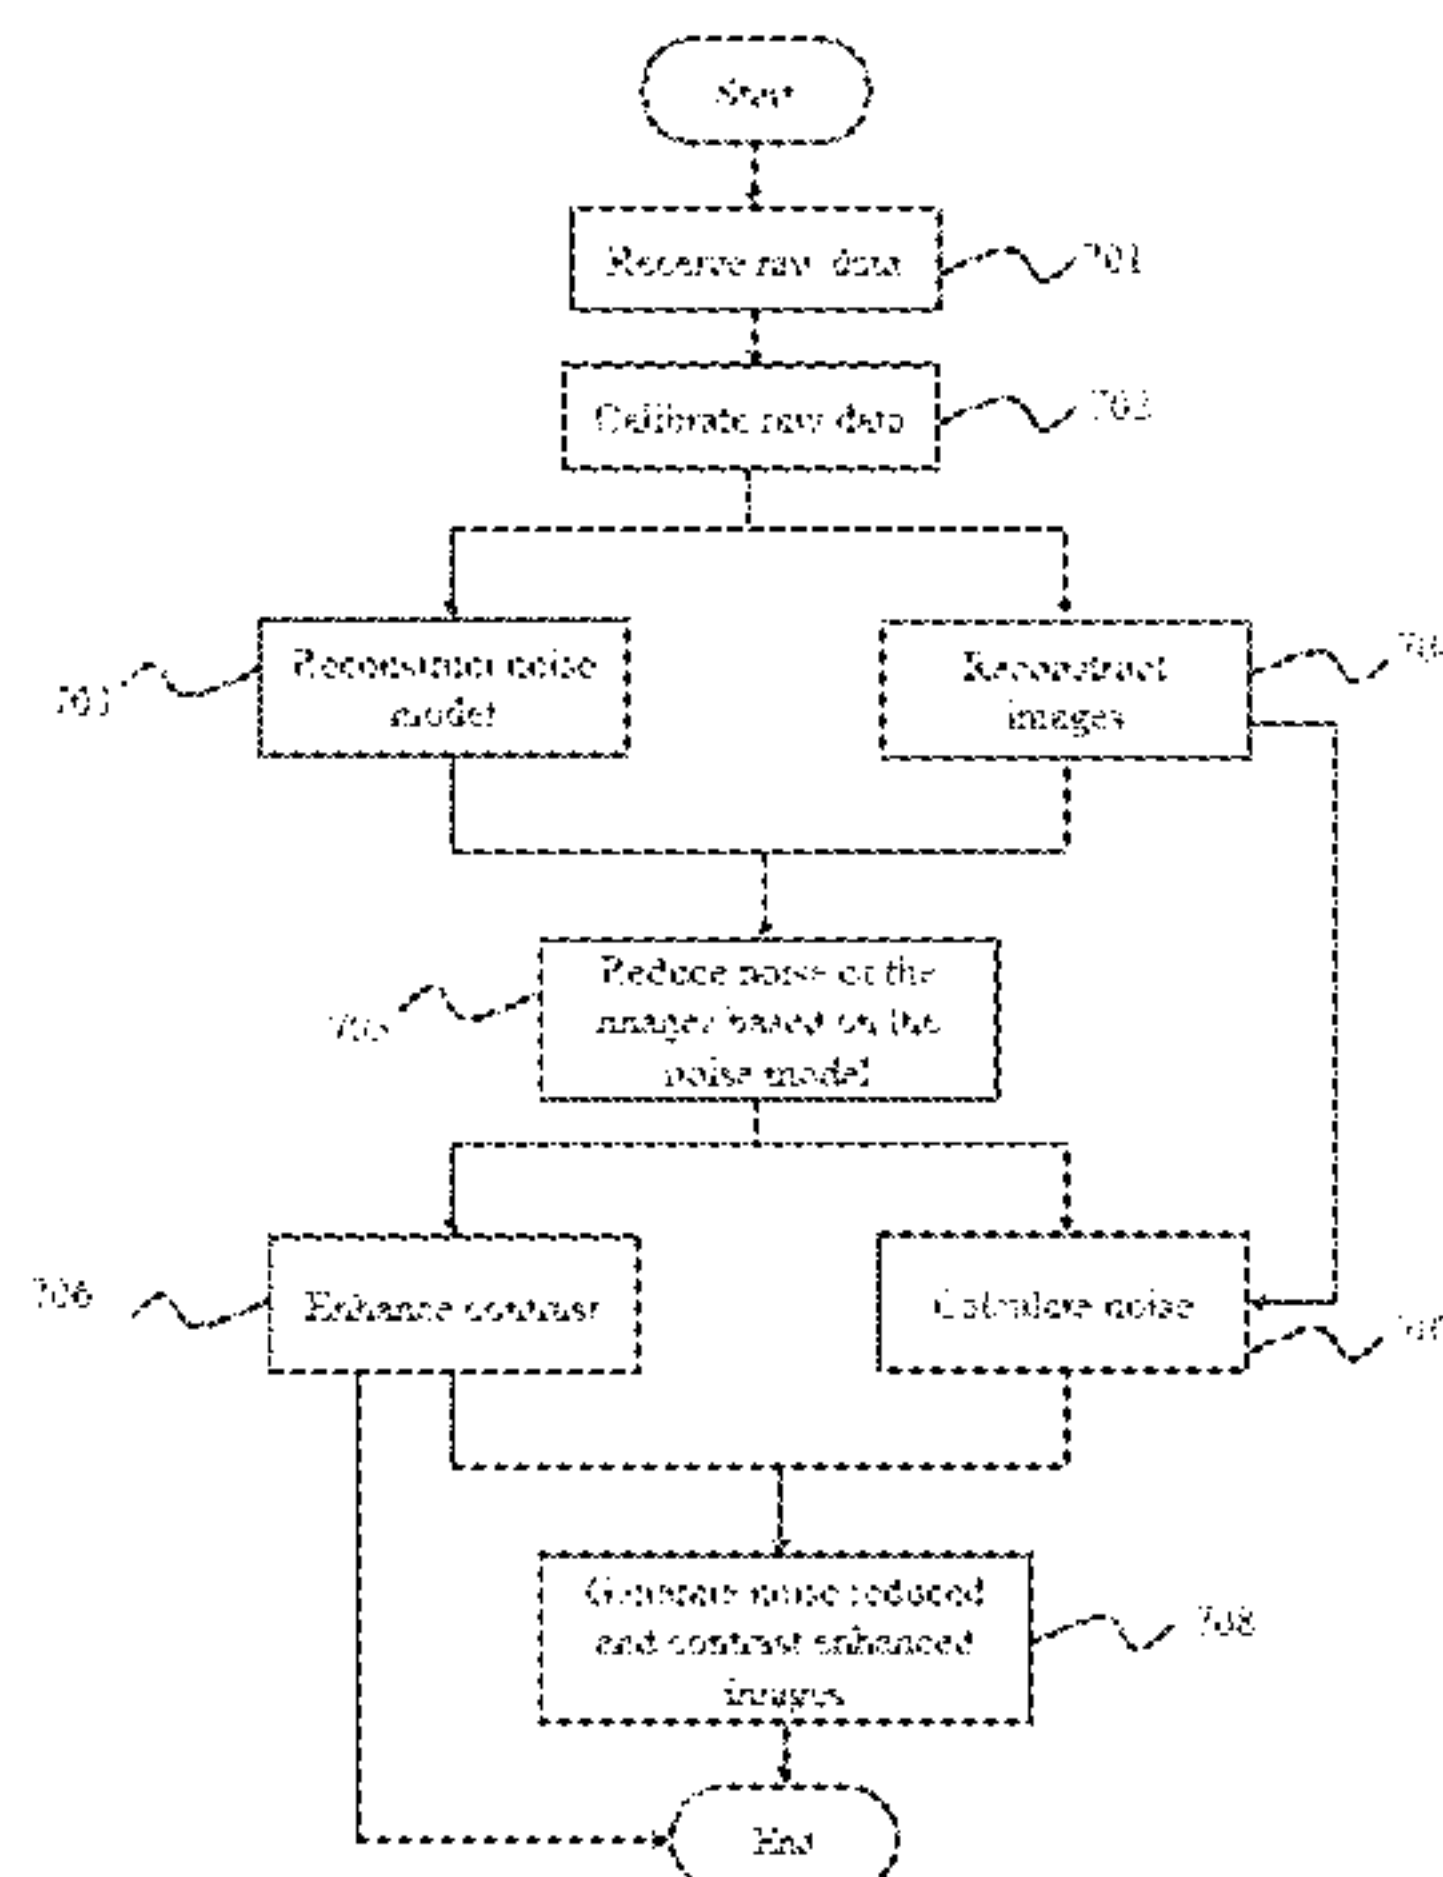 Start
Receive raw data
701
Calibrate raw data
702
Reconstruct noise
model
703
Reconstruct
images
Reduce noise of the
images based on the
noise model
705
Enhance contrast
706
Calculate noise
Generate noise reduced
and contrast enhanced
images
708
End